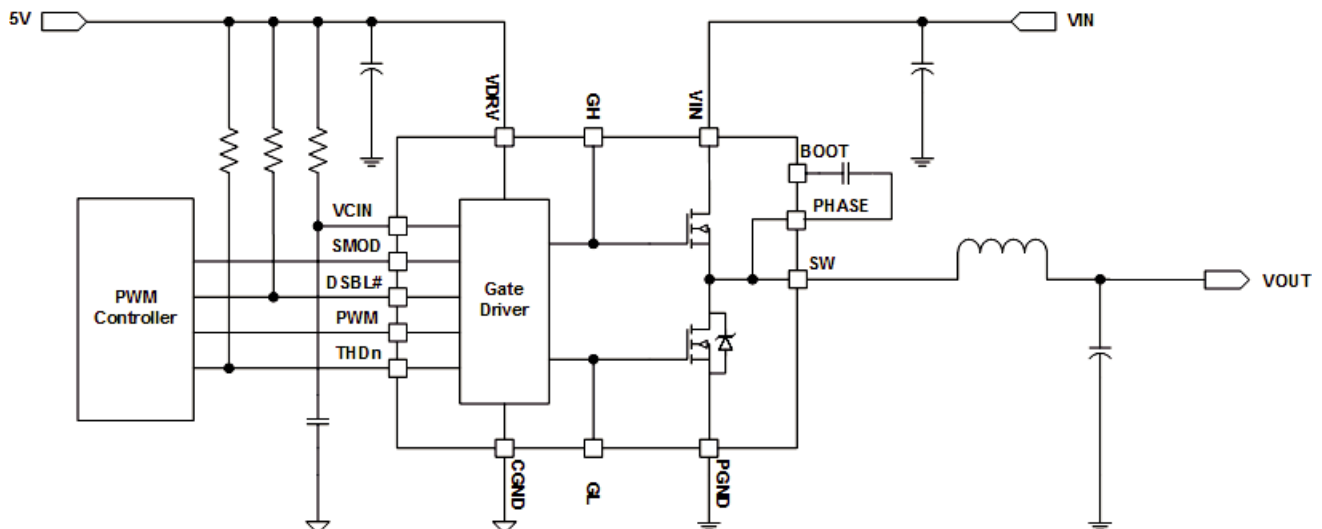 5V
VIN
VDRV
GH
VIN
BOOT
PHASE
VCIN
SMOD
DSBL#
PWM
THDn
PWM
Controller
Gate
Driver
SW
VOUT
CGND
GL
PGND